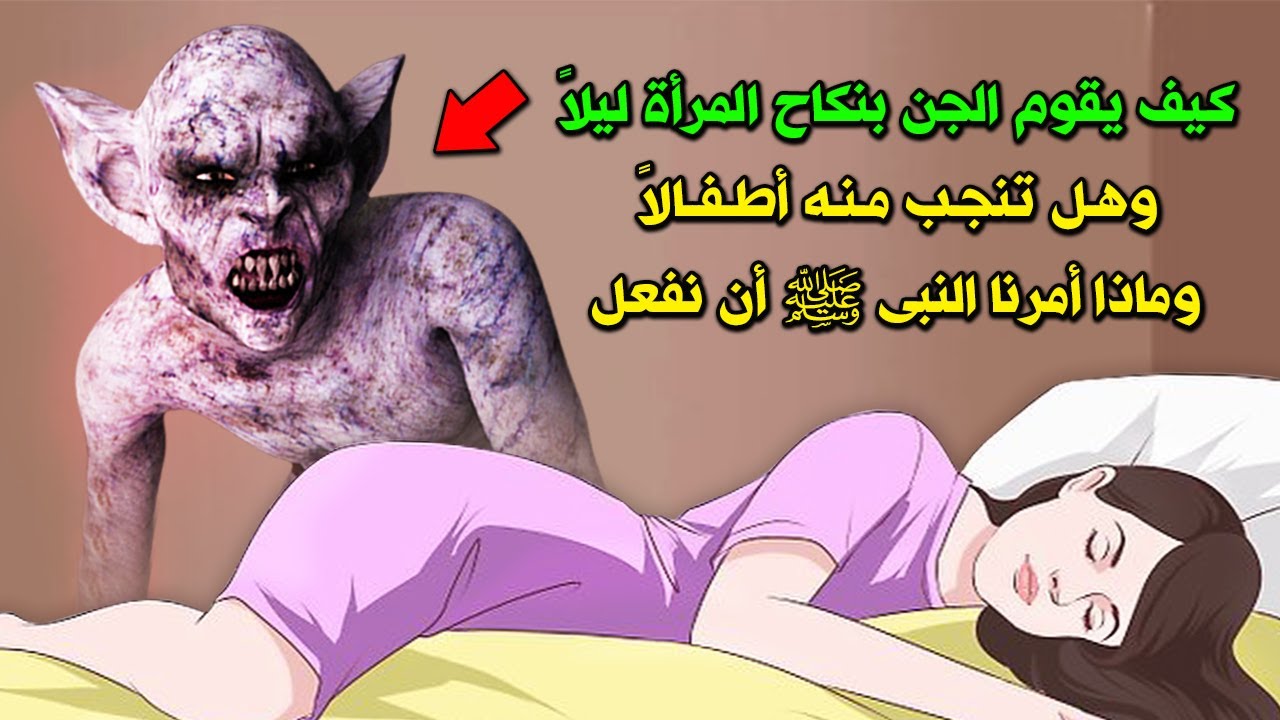 كيف يقوم الجن بنكاح المرأة ليلاً
وهل تنجب منه أطفالاً
وماذا أمرنا النبى ﷺ أن نفعل